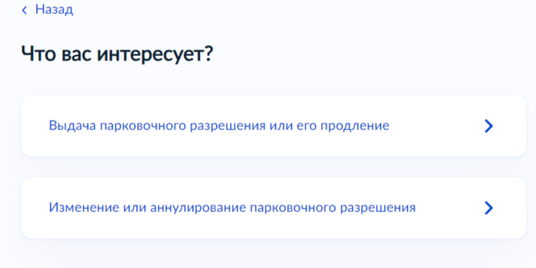 Назад
Что вас интересует?
Выдача парковочного разрешения или его продление
Изменение или аннулирование парковочного разрешения